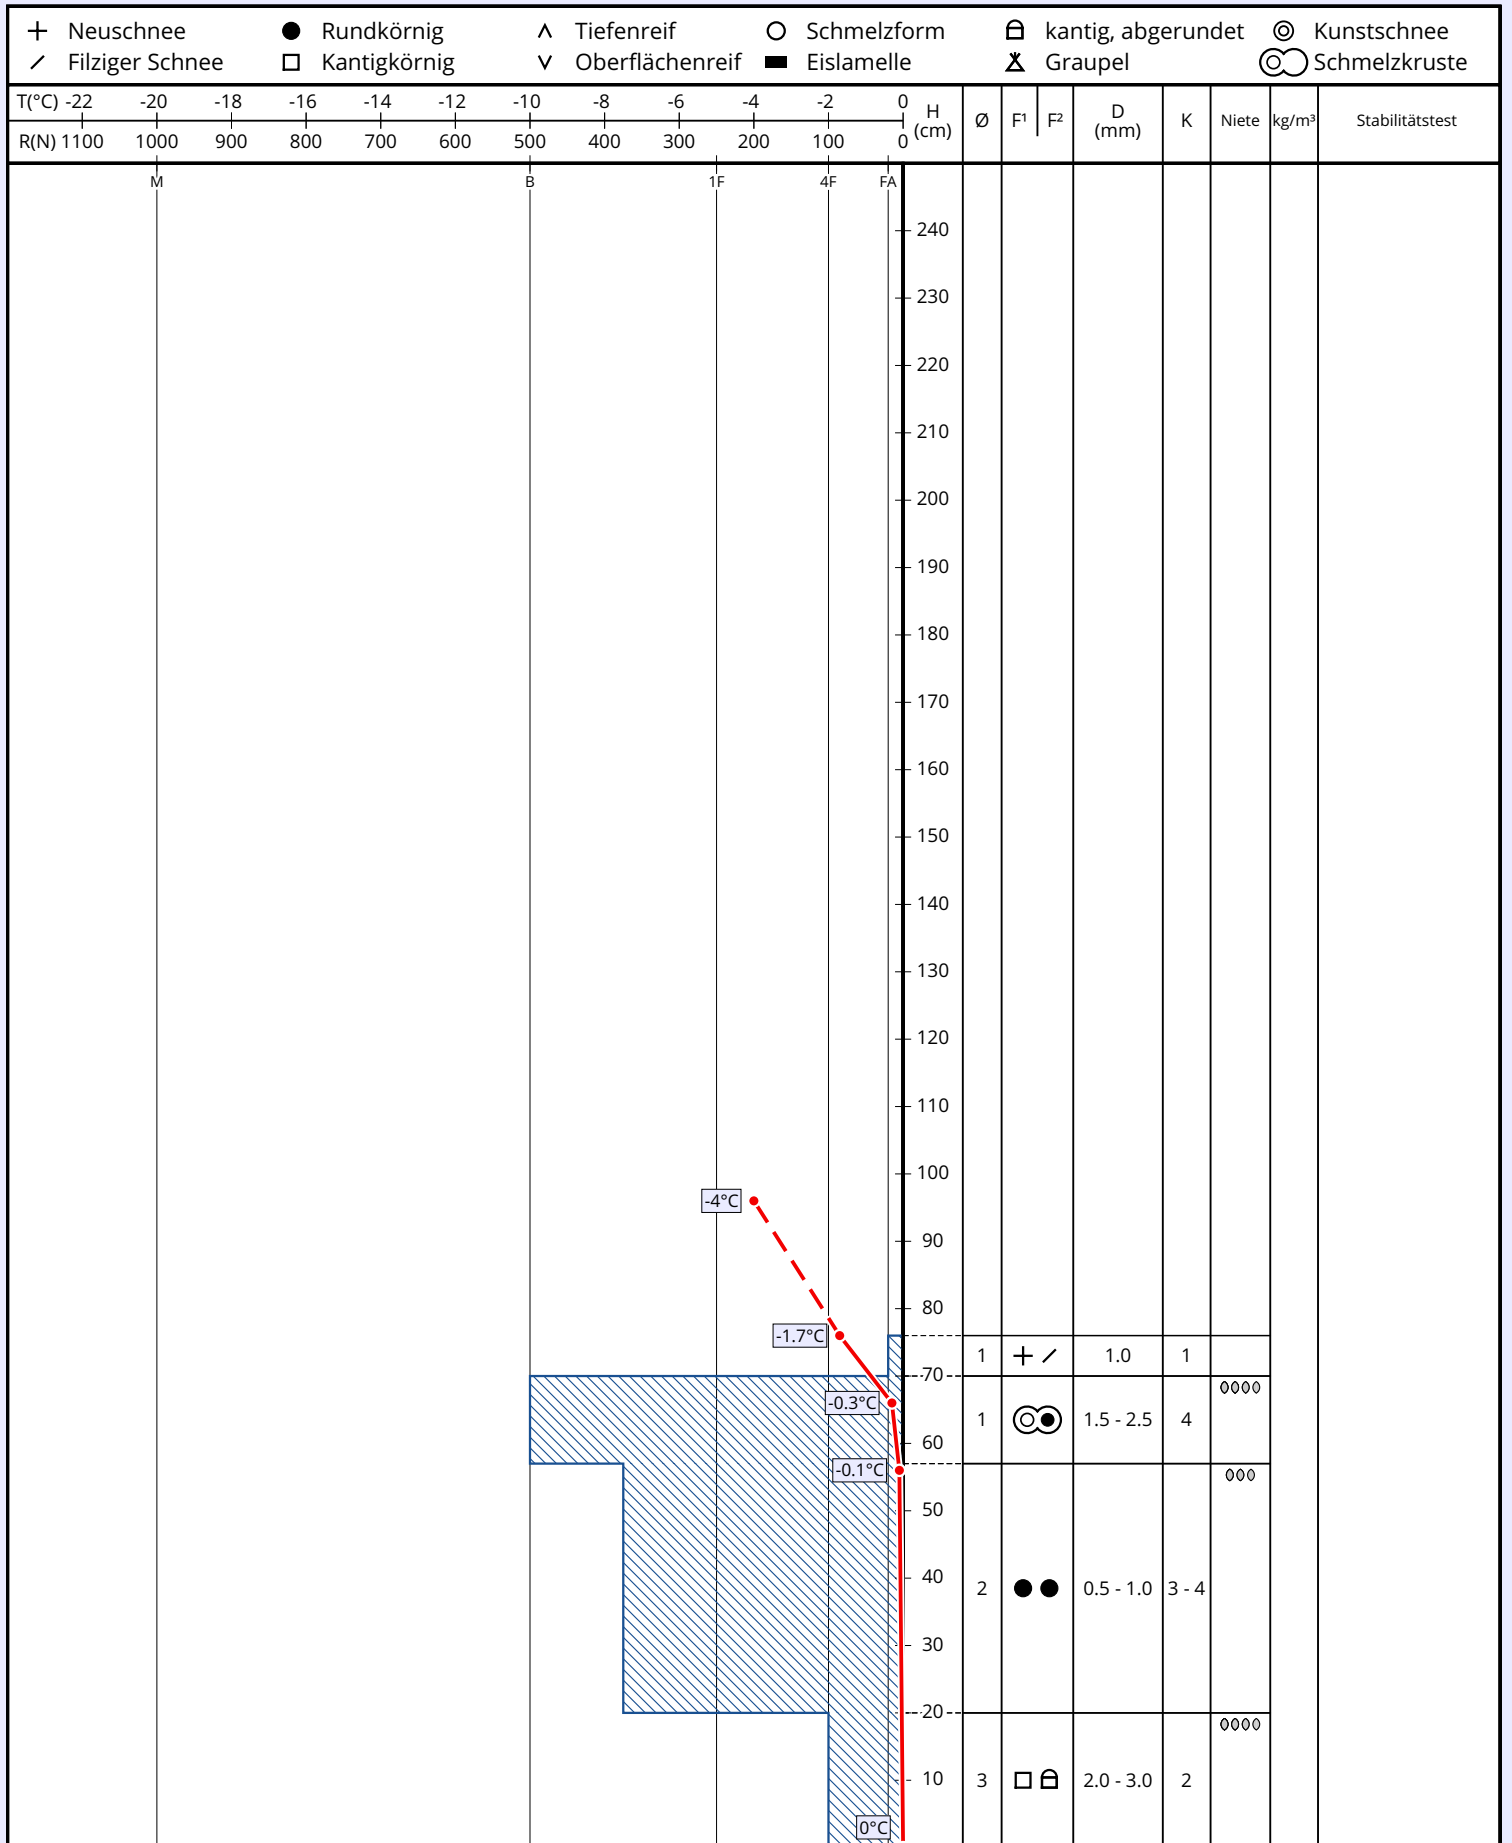 Neuschnee Rundkörnig Tiefenreif Schmelzform kantig, abgerundet Kunstschnee
Filziger Schnee Kantigkörnig Oberflächenreif Eislamelle Graupel Schmelzkruste
T(°C) -22 -20 -18 -16 -14 -12 -10 -8 -6 -4 -2 0
R(N) 1100 1000 900 800 700 600 500 400 300 200 100 0
H (cm) Ø F¹ F² D (mm) K Niete kg/m³ Stabilitätstest
M B 1F 4F FA
240
230
220
210
200
190
180
170
160
150
140
130
120
110
100
-4°C
90
80
-1.7°C
1 1.0 1
70
-0.3°C
1 1.5 - 2.5 4
60
-0.1°C
50
40
2 0.5 - 1.0 3 - 4
30
20
10 3 2.0 - 3.0 2
0°C